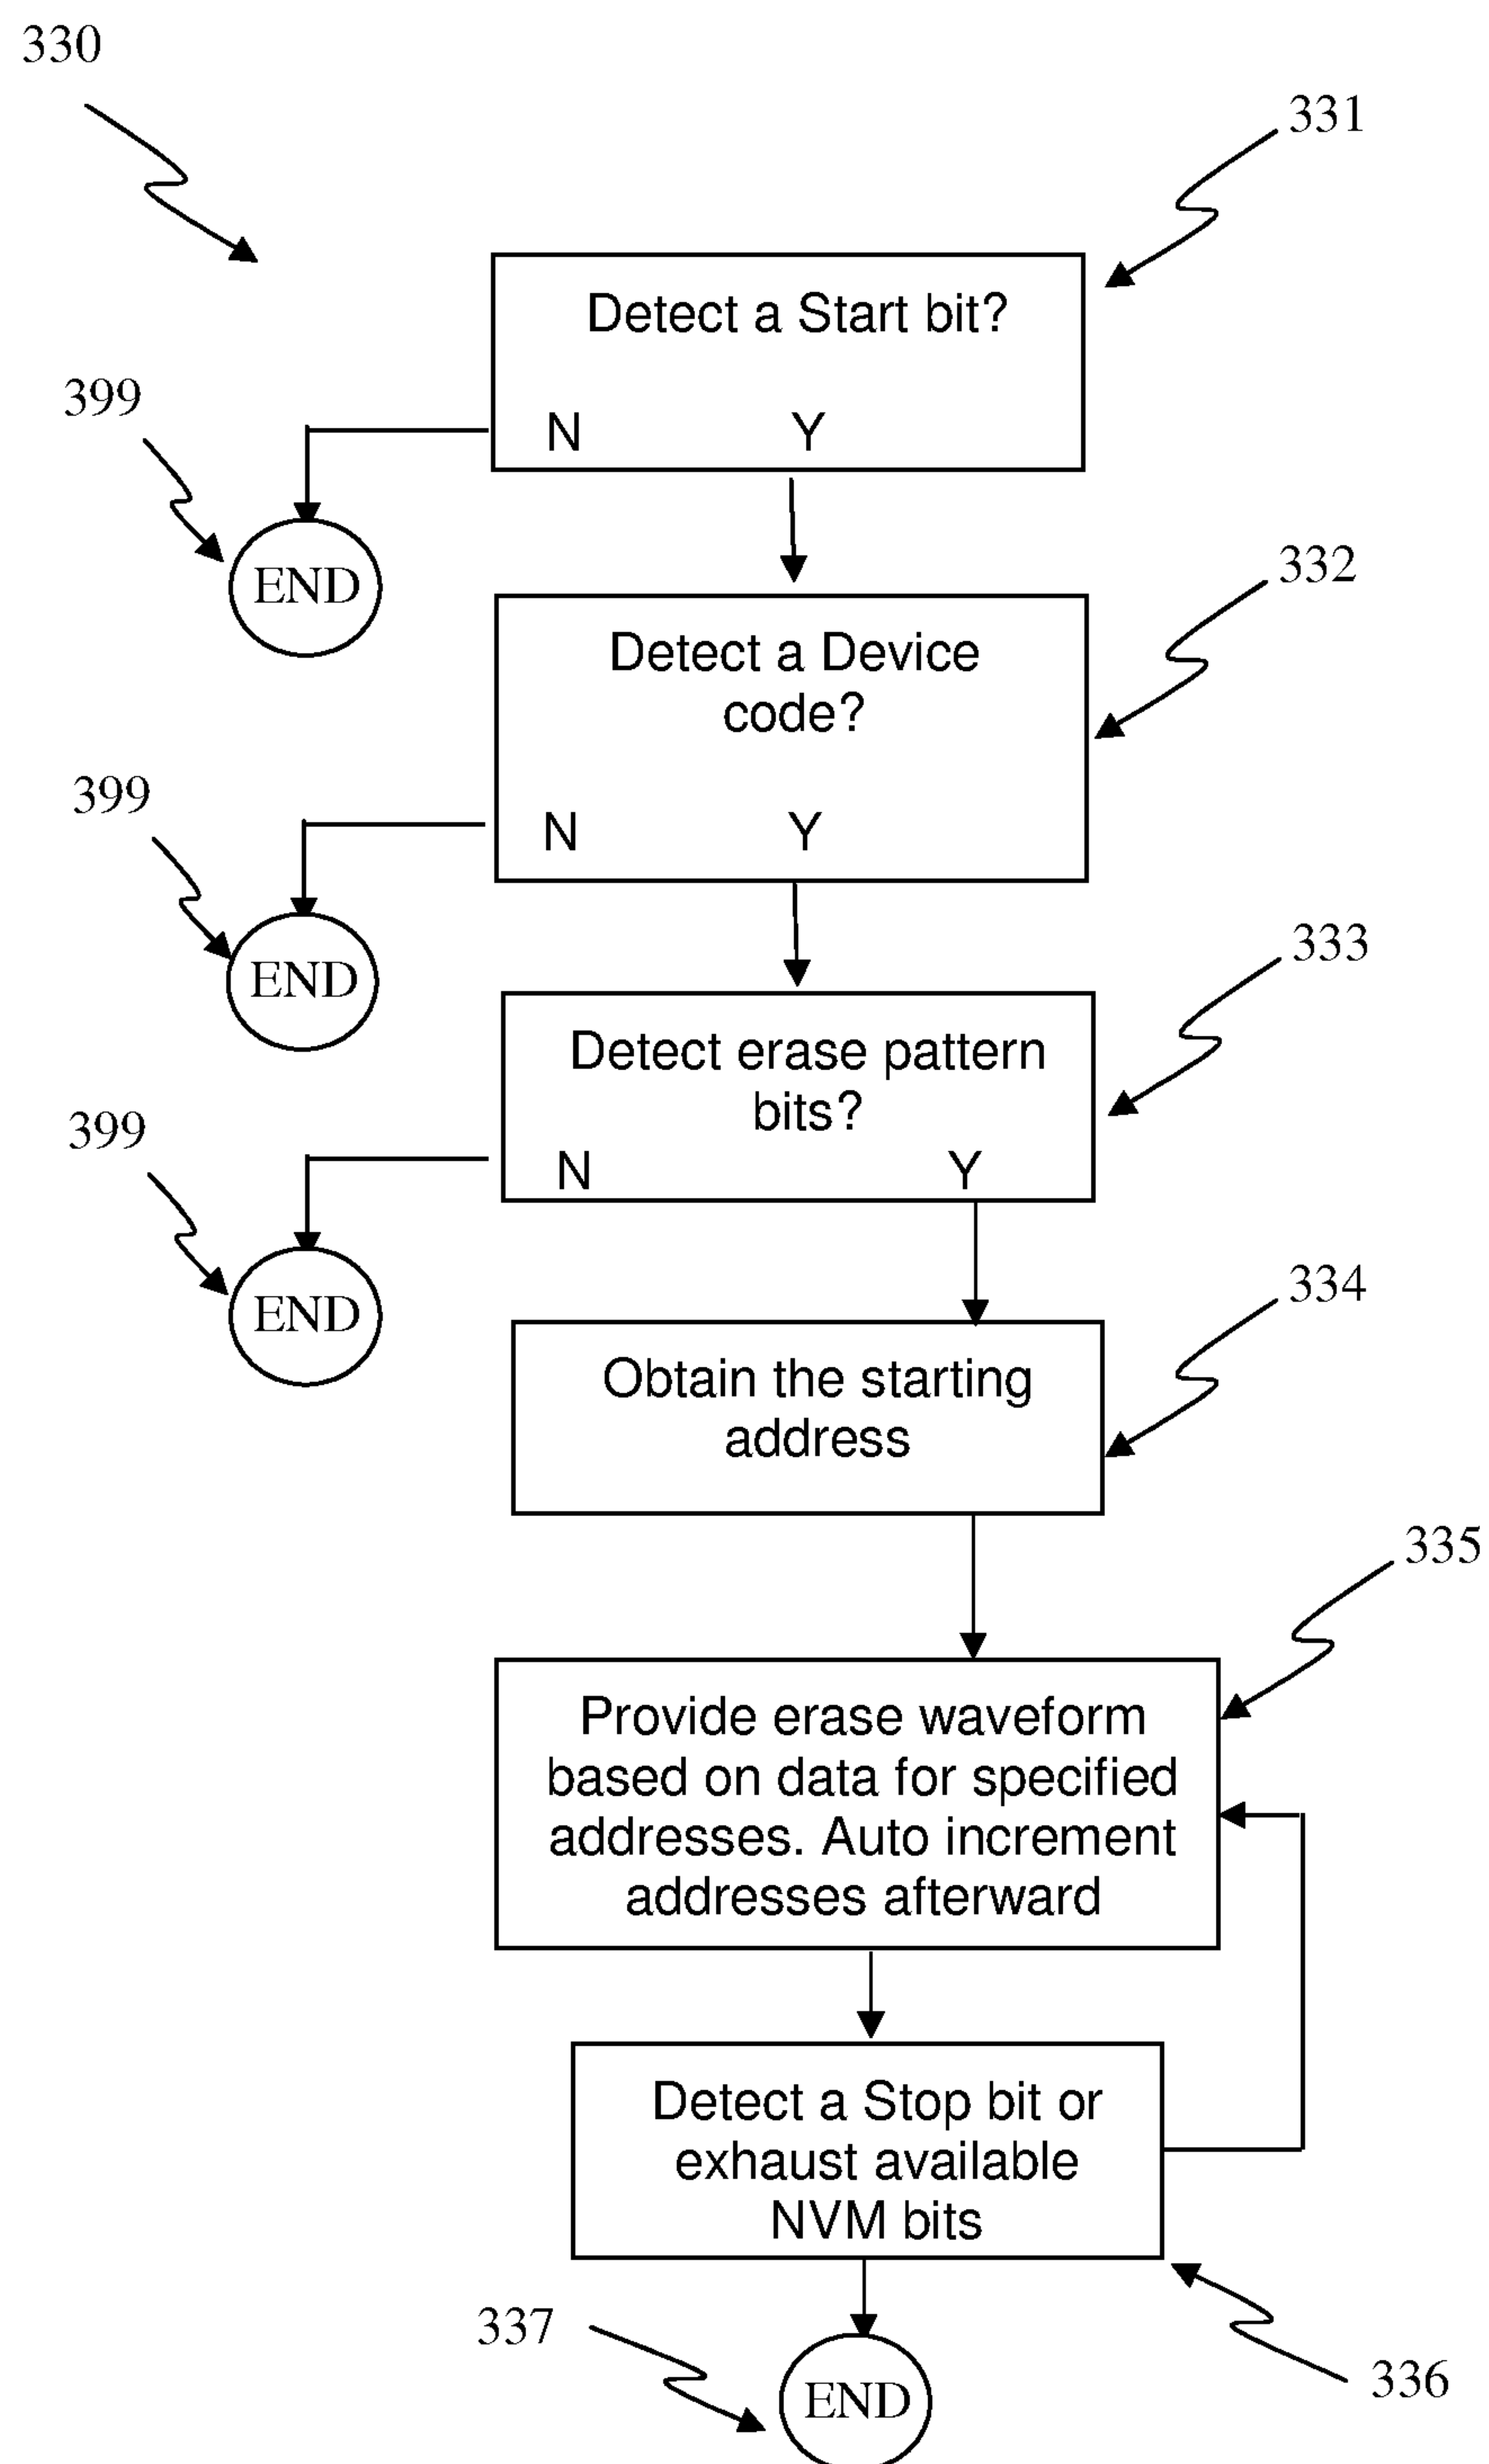 330
331
Detect a Start bit?
399
N Y
END
332
Detect a Device
code?
399
N Y
END
333
Detect erase pattern
bits?
399
N Y
END
334
Obtain the starting
address
335
Provide erase waveform
based on data for specified
addresses. Auto increment
addresses afterward
Detect a Stop bit or
exhaust available
NVM bits
337
336
END